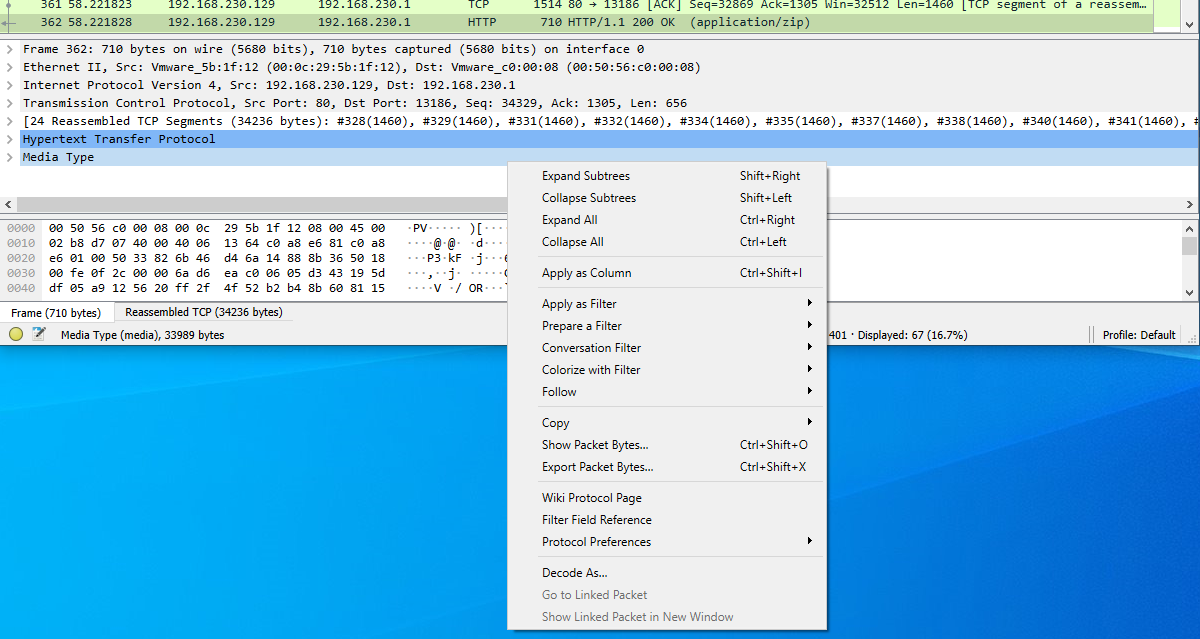 361 58.221823 192.168.230.129 192.168.230.1 TCP 1514 80 → 13186 [ACK] Seq=32869 Ack=1305 Win=32512 Len=1460 [TCP segment of a reassem…
362 58.221828 192.168.230.129 192.168.230.1 HTTP 710 HTTP/1.1 200 OK (application/zip)
Frame 362: 710 bytes on wire (5680 bits), 710 bytes captured (5680 bits) on interface 0
Ethernet II, Src: Vmware_5b:1f:12 (00:0c:29:5b:1f:12), Dst: Vmware_c0:00:08 (00:50:56:c0:00:08)
Internet Protocol Version 4, Src: 192.168.230.129, Dst: 192.168.230.1
Transmission Control Protocol, Src Port: 80, Dst Port: 13186, Seq: 34329, Ack: 1305, Len: 656
[24 Reassembled TCP Segments (34236 bytes): #328(1460), #329(1460), #331(1460), #332(1460), #334(1460), #335(1460), #337(1460), #338(1460), #340(1460), #341(1460), #
Hypertext Transfer Protocol
Media Type
Expand Subtrees Shift+Right
Collapse Subtrees Shift+Left
Expand All Ctrl+Right
Collapse All Ctrl+Left
Apply as Column Ctrl+Shift+I
Apply as Filter
Prepare a Filter
Conversation Filter
Colorize with Filter
Follow
Copy
Show Packet Bytes... Ctrl+Shift+O
Export Packet Bytes... Ctrl+Shift+X
Wiki Protocol Page
Filter Field Reference
Protocol Preferences
Decode As...
Go to Linked Packet
Show Linked Packet in New Window
0000 00 50 56 c0 00 08 00 0c 29 5b 1f 12 08 00 45 00 ·PV····· )[····
0010 02 b8 d7 07 40 00 40 06 13 64 c0 a8 e6 81 c0 a8 ····@·@· ·d····
0020 e6 01 00 50 33 82 6b 46 d4 6a 14 88 8b 36 50 18 ···P3·kF ·j···6
0030 00 fe 0f 2c 00 00 6a d6 ea c0 06 05 d3 43 19 5d ···,··j· ·····C
0040 df 05 a9 12 56 20 ff 2f 4f 52 b2 b4 8b 60 81 15 ····V ·/ OR···`
Frame (710 bytes) Reassembled TCP (34236 bytes)
Media Type (media), 33989 bytes 401 · Displayed: 67 (16.7%) Profile: Default